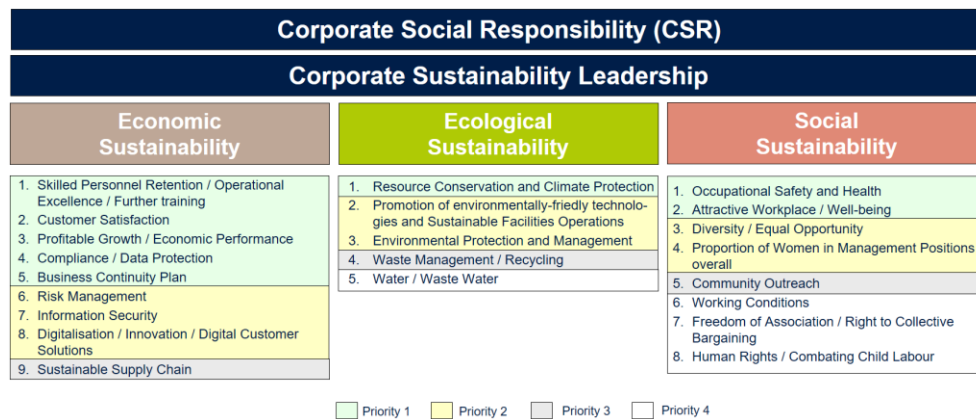 Corporate Social Responsibility (CSR)
Corporate Sustainability Leadership
Economic
Sustainability
1. Skilled Personnel Retention / Operational
Excellence / Further training
2. Customer Satisfaction
3. Profitable Growth / Economic Performance
4. Compliance / Data Protection
5. Business Continuity Plan
6. Risk Management
7. Information Security
8. Digitalisation / Innovation / Digital Customer
Solutions
9. Sustainable Supply Chain
Ecological
Sustainability
1. Resource Conservation and Climate Protection
2. Promotion of environmentally-friedly technolo-
gies and Sustainable Facilities Operations
3. Environmental Protection and Management
4. Waste Management / Recycling
5. Water / Waste Water
Social
Sustainability
1. Occupational Safety and Health
2. Attractive Workplace / Well-being
3. Diversity / Equal Opportunity
4. Proportion of Women in Management Positions
overall
5. Community Outreach
6. Working Conditions
7. Freedom of Association / Right to Collective
Bargaining
8. Human Rights / Combating Child Labour
Priority 1
Priority 2
Priority 3
Priority 4